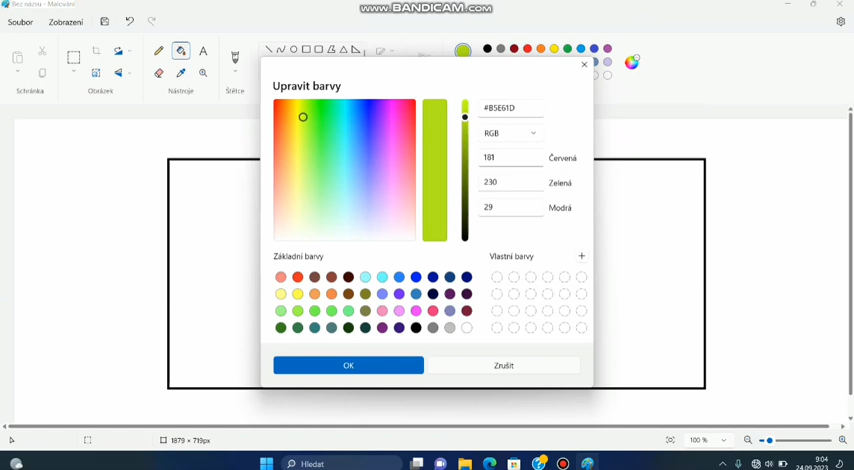 www.BANDICAM.com
Bez názvu - Malování
Soubor
Zobrazení
Schránka
Obrázek
Nástroje
Štětce
Upravit barvy
#B5E61D
RGB
181
Červená
230
Zelená
29
Modrá
Základní barvy
Vlastní barvy
OK
Zrušit
1879 × 719px
100 %
Hledat
9:04
24.09.2023